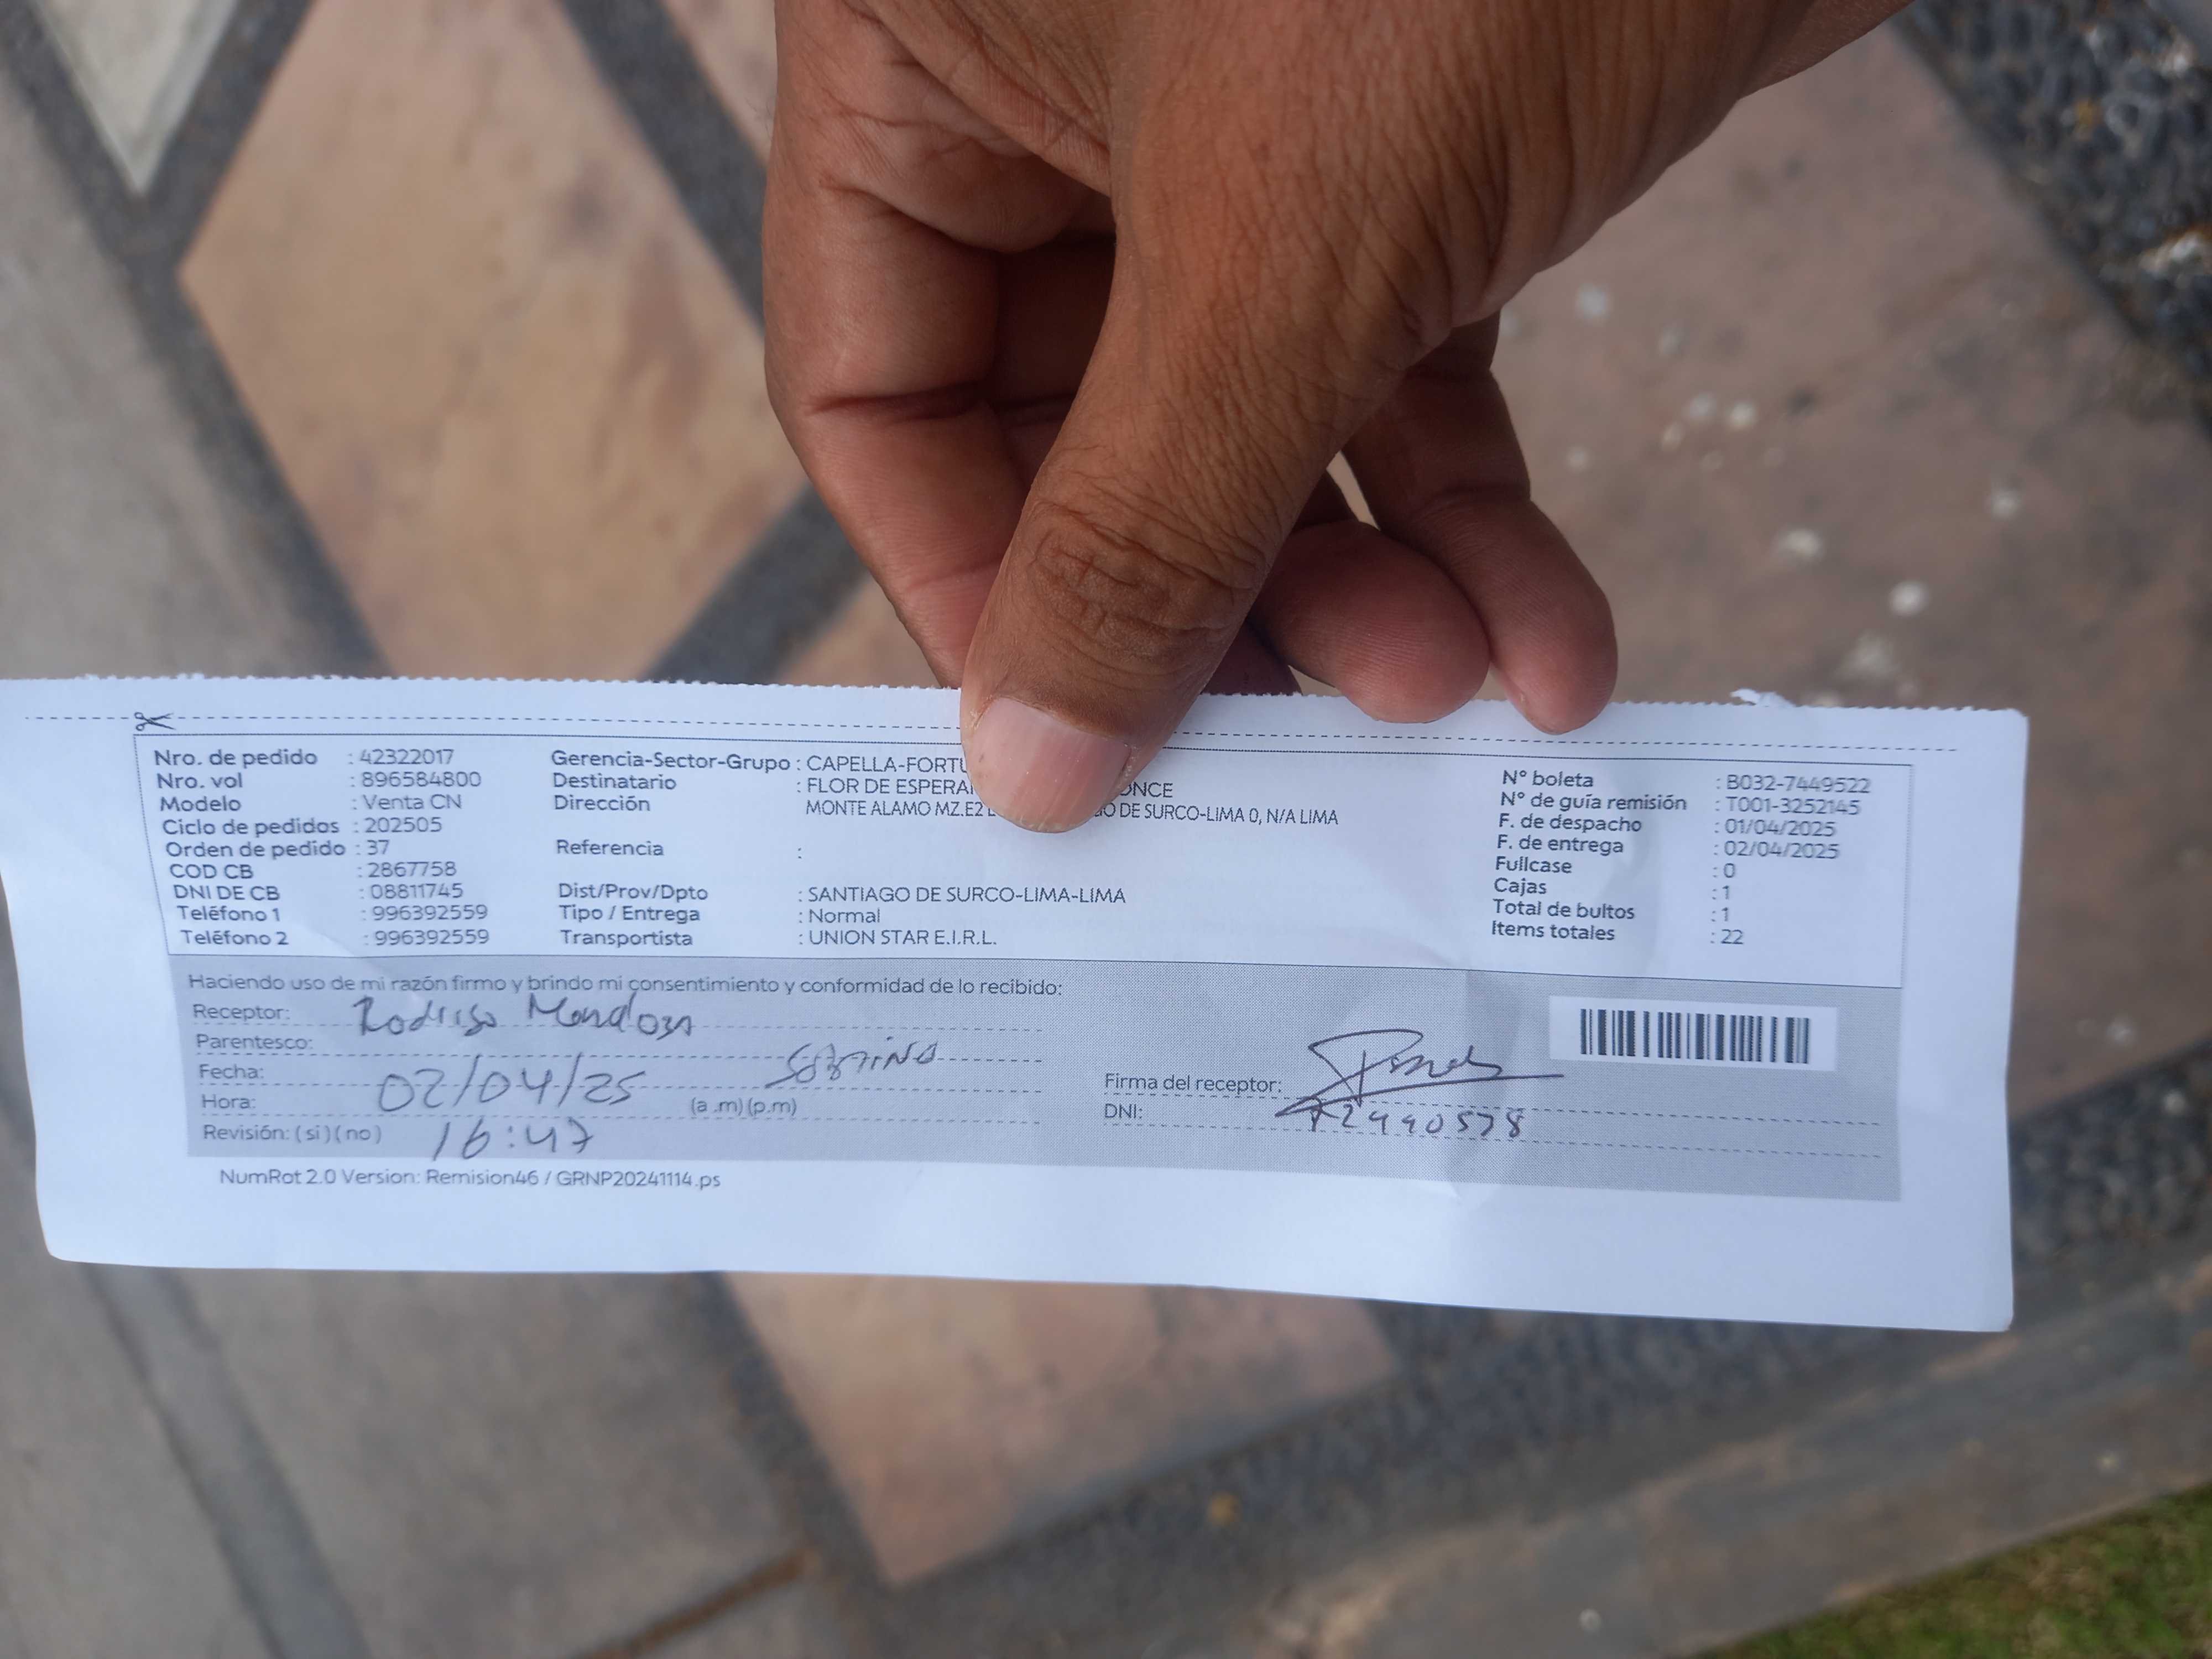 Nro. de pedido : 42322017
Nro. vol : 896584800
Modelo : Venta CN
Ciclo de pedidos : 202505
Orden de pedido : 37
COD CB : 2867758
DNI DE CB : 08811745
Teléfono 1 : 996392559
Teléfono 2 : 996392559
Gerencia-Sector-Grupo : CAPELLA-
Destinatario : FLOR DE
Dirección MONTE ALAMO MZ.E2 DE SURCO-LIMA 0, N/A LIMA
Referencia :
Dist/Prov/Dpto : SANTIAGO DE SURCO-LIMA-LIMA
Tipo / Entrega : Normal
Transportista : UNION STAR E.I.R.L.
N° boleta : B032-7449522
N° de guía remisión : T001-3252145
F. de despacho : 01/04/2025
F. de entrega : 02/04/2025
Fullcase : 0
Cajas : 1
Total de bultos : 1
Items totales : 22
Haciendo uso de mi razón firmo y brindo mi consentimiento y conformidad de lo recibido:
Receptor: Rodrigo Mendoza
Parentesco: Sobrino
Fecha: 02/04/25
Hora: 16:47 (a .m) (p.m)
Revisión: ( si ) ( no )
Firma del receptor:
DNI: 72440578
NumRot 2.0 Version: Remision46 / GRNP20241114.ps